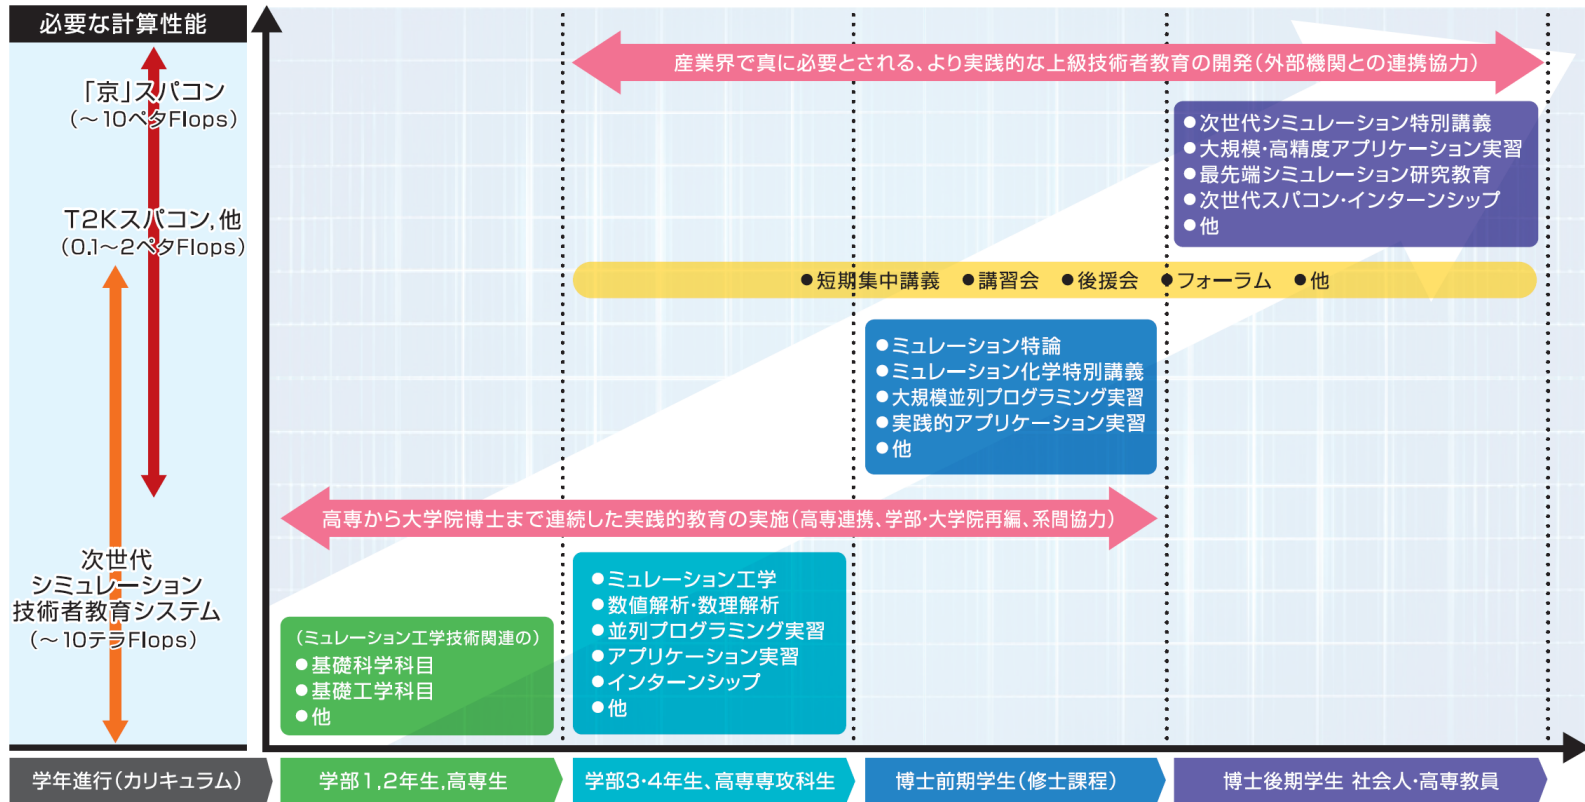 必要な計算性能
「京」スパコン
(～10ペタFlops)
T2Kスパコン,他
(0.1～2ペタFlops)
次世代
シミュレーション
技術者教育システム
(～10テラFlops)
産業界で真に必要とされる、より実践的な上級技術者教育の開発(外部機関との連携協力)
●次世代シミュレーション特別講義
●大規模・高精度アプリケーション実習
●最先端シミュレーション研究教育
●次世代スパコン・インターンシップ
●他
●短期集中講義 ●講習会 ●後援会 ●フォーラム ●他
●ミュレーション特論
●ミュレーション化学特別講義
●大規模並列プログラミング実習
●実践的アプリケーション実習
●他
高専から大学院博士まで連続した実践的教育の実施(高専連携、学部・大学院再編、系間協力)
●ミュレーション工学
●数値解析・数理解析
●並列プログラミング実習
●アプリケーション実習
●インターンシップ
●他
(ミュレーション工学技術関連の)
●基礎科学科目
●基礎工学科目
●他
学年進行(カリキュラム)
学部1,2年生,高専生
学部3・4年生、高専専攻科生
博士前期学生(修士課程)
博士後期学生 社会人・高専教員